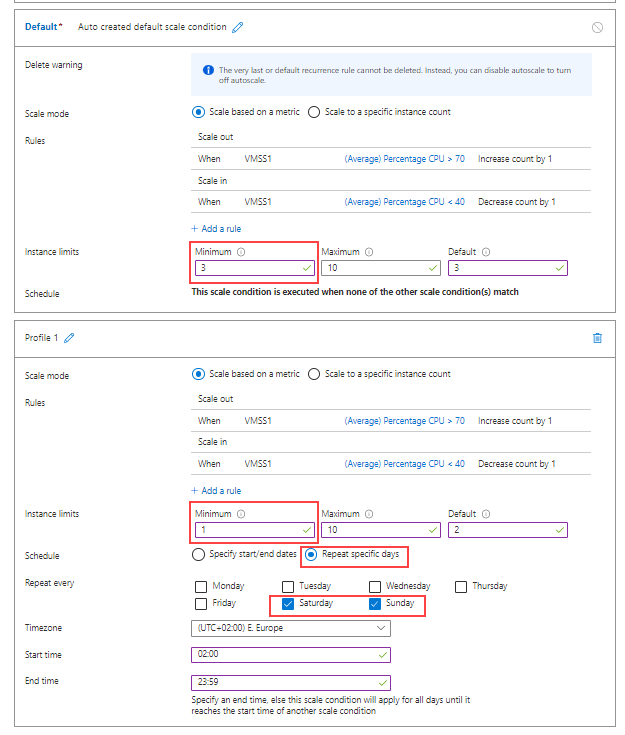 Default* Auto created default scale condition
Delete warning
The very last or default recurrence rule cannot be deleted. Instead, you can disable autoscale to turn
off autoscale.
Scale mode Scale based on a metric Scale to a specific instance count
Rules Scale out
When VMSS1 (Average) Percentage CPU > 70 Increase count by 1
Scale in
When VMSS1 (Average) Percentage CPU < 40 Decrease count by 1
+ Add a rule
Instance limits Minimum Maximum Default
3 10 3
Schedule This scale condition is executed when none of the other scale condition(s) match
Profile 1
Scale mode Scale based on a metric Scale to a specific instance count
Rules Scale out
When VMSS1 (Average) Percentage CPU > 70 Increase count by 1
Scale in
When VMSS1 (Average) Percentage CPU < 40 Decrease count by 1
+ Add a rule
Instance limits Minimum Maximum Default
1 10 2
Schedule Specify start/end dates Repeat specific days
Repeat every Monday Tuesday Wednesday Thursday
Friday Saturday Sunday
Timezone (UTC+02:00) E. Europe
Start time 02:00
End time 23:59
Specify an end time, else this scale condition will apply for all days until it
reaches the start time of another scale condition